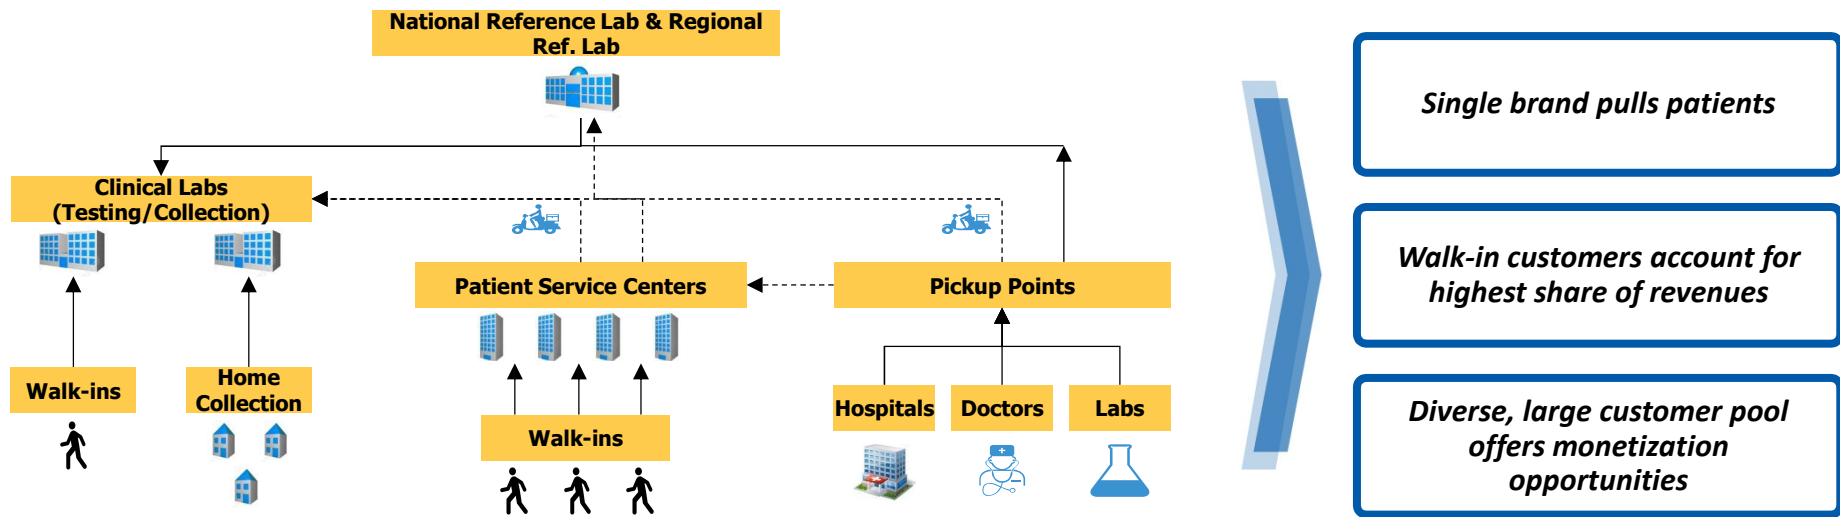 National Reference Lab & Regional
Ref. Lab
Clinical Labs
(Testing/Collection)
Patient Service Centers
Pickup Points
Walk-ins
Home
Collection
Walk-ins
Hospitals
Doctors
Labs
Single brand pulls patients
Walk-in customers account for
highest share of revenues
Diverse, large customer pool
offers monetization
opportunities